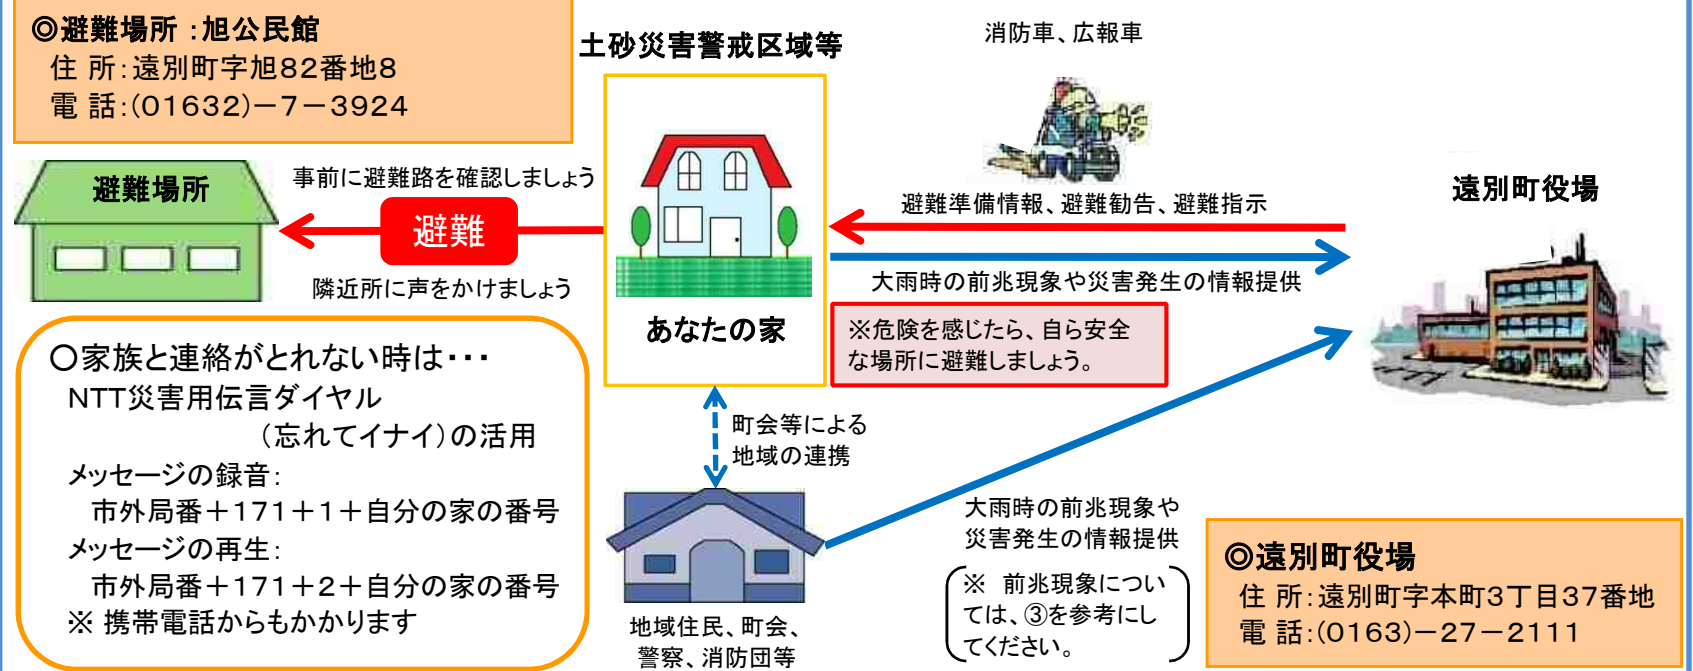 ◎避難場所：旭公民館
住 所：遠別町字旭８２番地８
電 話：(０１６３２)－７－３９２４
土砂災害警戒区域等
消防車、広報車
避難場所
事前に避難路を確認しましょう
避難
隣近所に声をかけましょう
あなたの家
避難準備情報、避難勧告、避難指示
大雨時の前兆現象や災害発生の情報提供
※危険を感じたら、自ら安全
な場所に避難しましょう。
遠別町役場
○家族と連絡がとれない時は・・・
NTT災害用伝言ダイヤル
（忘れてイナイ）の活用
メッセージの録音：
市外局番＋１７１＋１＋自分の家の番号
メッセージの再生：
市外局番＋１７１＋２＋自分の家の番号
※ 携帯電話からもかかります
町会等による
地域の連携
地域住民、町会、
警察、消防団等
大雨時の前兆現象や
災害発生の情報提供
※ 前兆現象につい
ては、③を参考にし
てください。
◎遠別町役場
住 所：遠別町字本町３丁目３７番地
電 話：(０１６３)－２７－２１１１